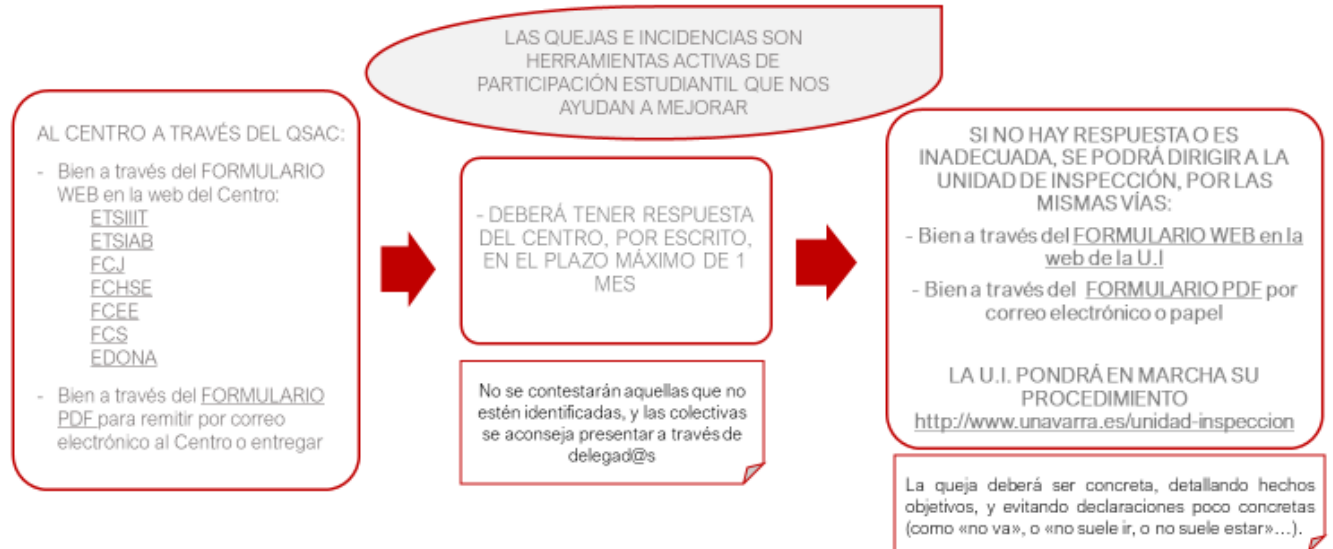 LAS QUEJAS E INCIDENCIAS SON
HERRAMIENTAS ACTIVAS DE
PARTICIPACIÓN ESTUDIANTIL QUE NOS
AYUDAN A MEJORAR
AL CENTRO A TRAVÉS DEL QSAC:
- Bien a través del FORMULARIO
WEB en la web del Centro:
ETSIIIT
ETSIAB
FCJ
FCHSE
FCEE
FCS
EDONA
- Bien a través del FORMULARIO
PDF para remitir por correo
electrónico al Centro o entregar
- DEBERÁ TENER RESPUESTA
DEL CENTRO, POR ESCRITO,
EN EL PLAZO MÁXIMO DE 1
MES
No se contestarán aquellas que no
estén identificadas, y las colectivas
se aconseja presentar a través de
delegad@s
SI NO HAY RESPUESTA O ES
INADECUADA, SE PODRÁ DIRIGIR A LA
UNIDAD DE INSPECCIÓN, POR LAS
MISMAS VÍAS:
- Bien a través del FORMULARIO WEB en la
web de la U.I
- Bien a través del FORMULARIO PDF por
correo electrónico o papel
LA U.I. PONDRÁ EN MARCHA SU
PROCEDIMIENTO
http://www.unavarra.es/unidad-inspeccion
La queja deberá ser concreta, detallando hechos
objetivos, y evitando declaraciones poco concretas
(como «no va», o «no suele ir, o no suele estar»...).